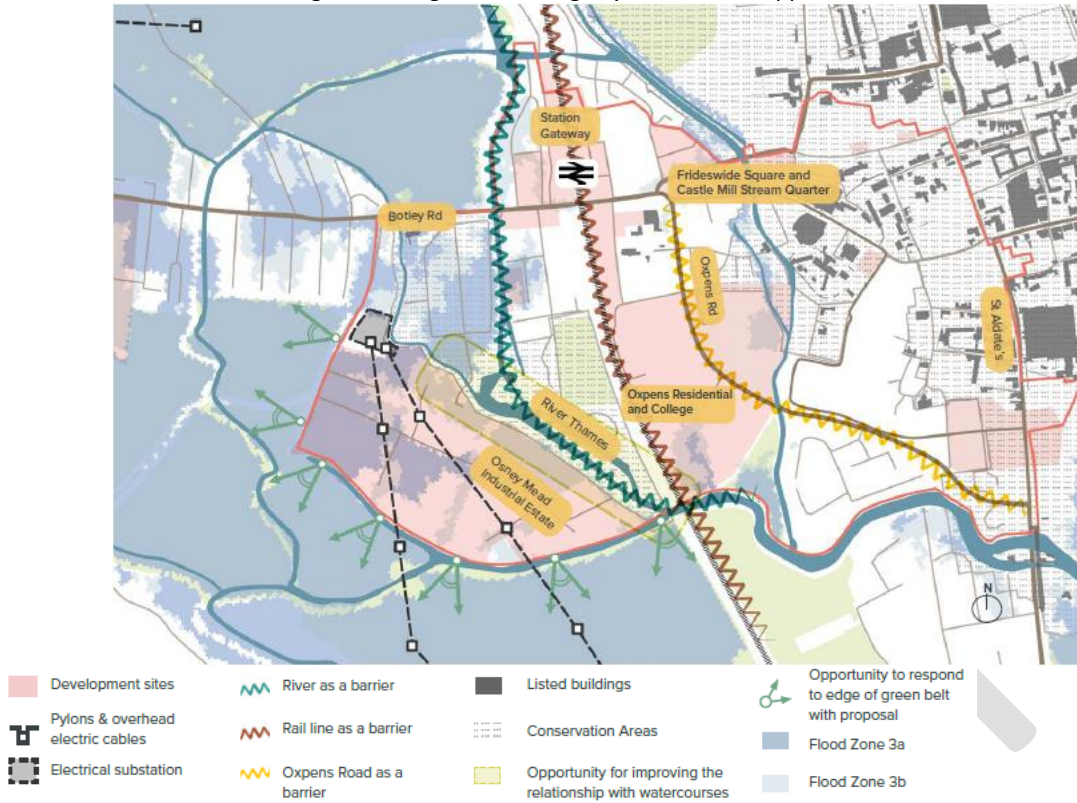 Station
Gateway
Frideswide Square and
Castle Mill Stream Quarter
Botley Rd
Oxpens Rd
St Aldate's
Oxpens Residential
and College
River Thames
Osney Mead
Industrial Estate
N
Development sites
River as a barrier
Listed buildings
Opportunity to respond
to edge of green belt
with proposal
Pylons & overhead
electric cables
Rail line as a barrier
Conservation Areas
Flood Zone 3a
Electrical substation
Oxpens Road as a
barrier
Opportunity for improving the
relationship with watercourses
Flood Zone 3b